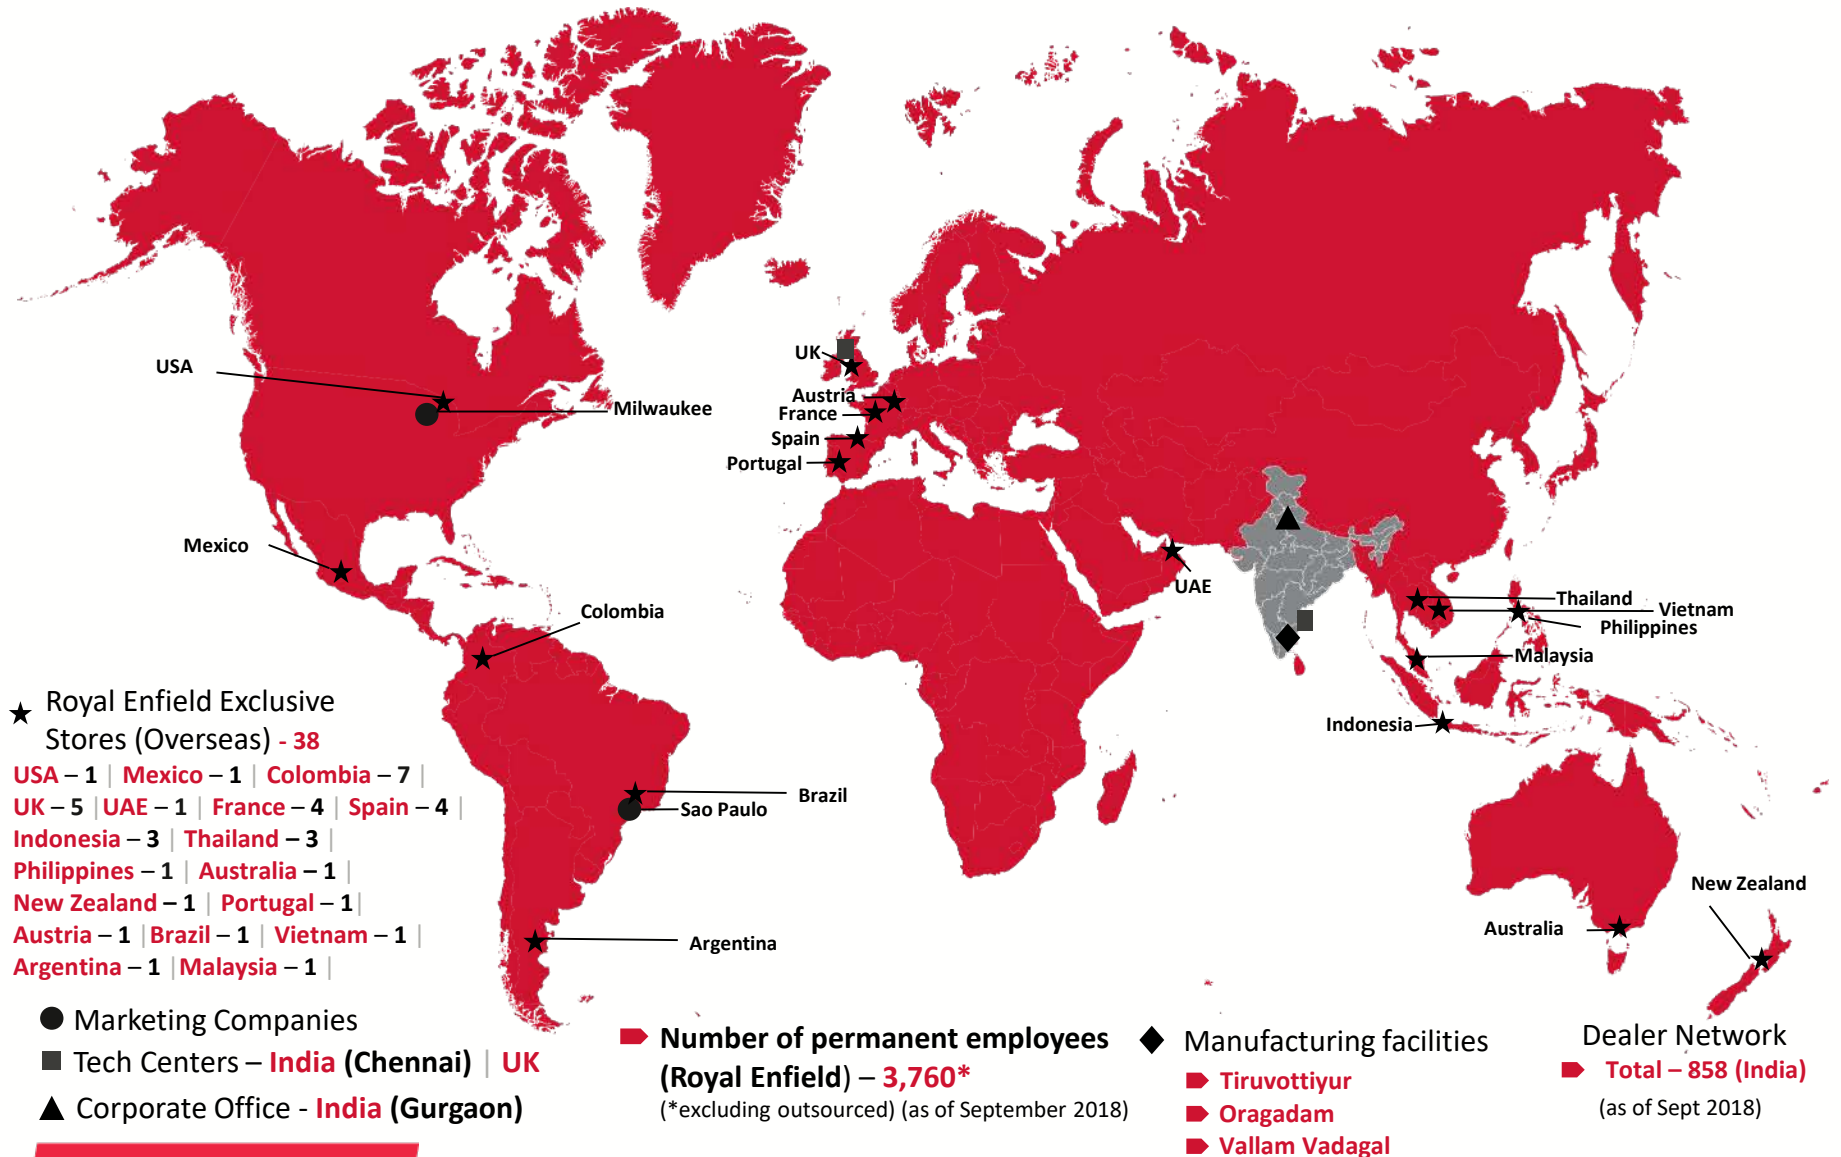 USA
Milwaukee
Mexico
Colombia
UK
Austria
France
Spain
Portugal
UAE
Thailand
Vietnam
Philippines
Malaysia
Indonesia
Brazil
Sao Paulo
Argentina
Australia
New Zealand
Royal Enfield Exclusive
Stores (Overseas) - 38
USA – 1 | Mexico – 1 | Colombia – 7 |
UK – 5 | UAE – 1 | France – 4 | Spain – 4 |
Indonesia – 3 | Thailand – 3 |
Philippines – 1 | Australia – 1 |
New Zealand – 1 | Portugal – 1|
Austria – 1 | Brazil – 1 | Vietnam – 1 |
Argentina – 1 | Malaysia – 1 |
Marketing Companies
Tech Centers – India (Chennai) | UK
Corporate Office - India (Gurgaon)
Number of permanent employees
(Royal Enfield) – 3,760*
(*excluding outsourced) (as of September 2018)
Manufacturing facilities
Tiruvottiyur
Oragadam
Vallam Vadagal
Dealer Network
Total – 858 (India)
(as of Sept 2018)